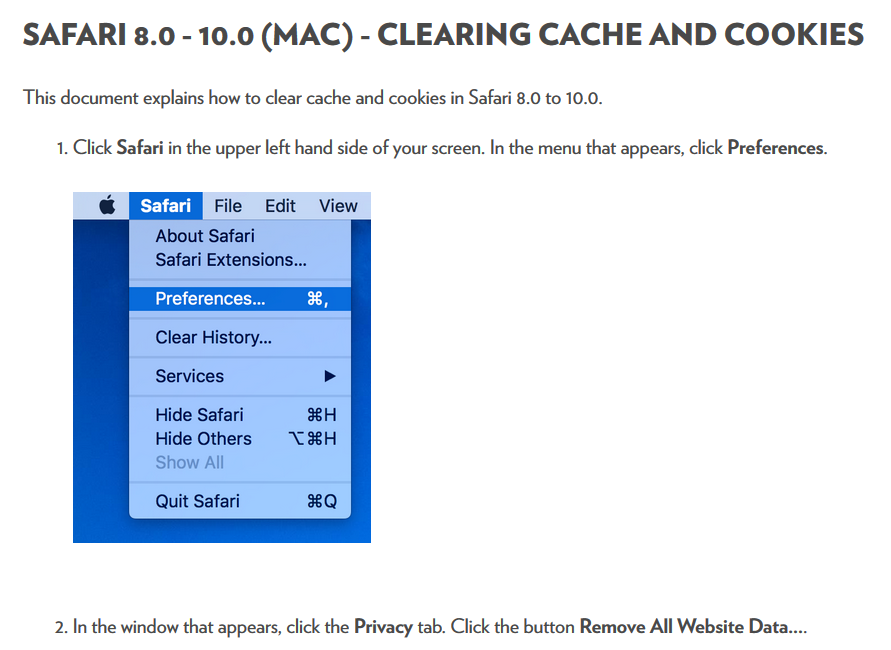 SAFARI 8.0 - 10.0 (MAC) - CLEARING CACHE AND COOKIES
This document explains how to clear cache and cookies in Safari 8.0 to 10.0.
1. Click Safari in the upper left hand side of your screen. In the menu that appears, click Preferences.
Safari File Edit View
About Safari
Safari Extensions...
Preferences... ⌘,
Clear History...
Services ▶
Hide Safari ⌘H
Hide Others ⌥⌘H
Show All
Quit Safari ⌘Q
2. In the window that appears, click the Privacy tab. Click the button Remove All Website Data....